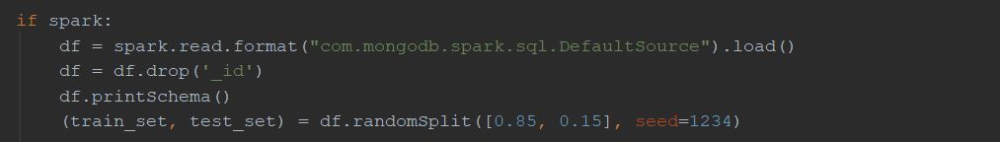 if spark:
    df = spark.read.format("com.mongodb.spark.sql.DefaultSource").load()
    df = df.drop('_id')
    df.printSchema()
    (train_set, test_set) = df.randomSplit([0.85, 0.15], seed=1234)